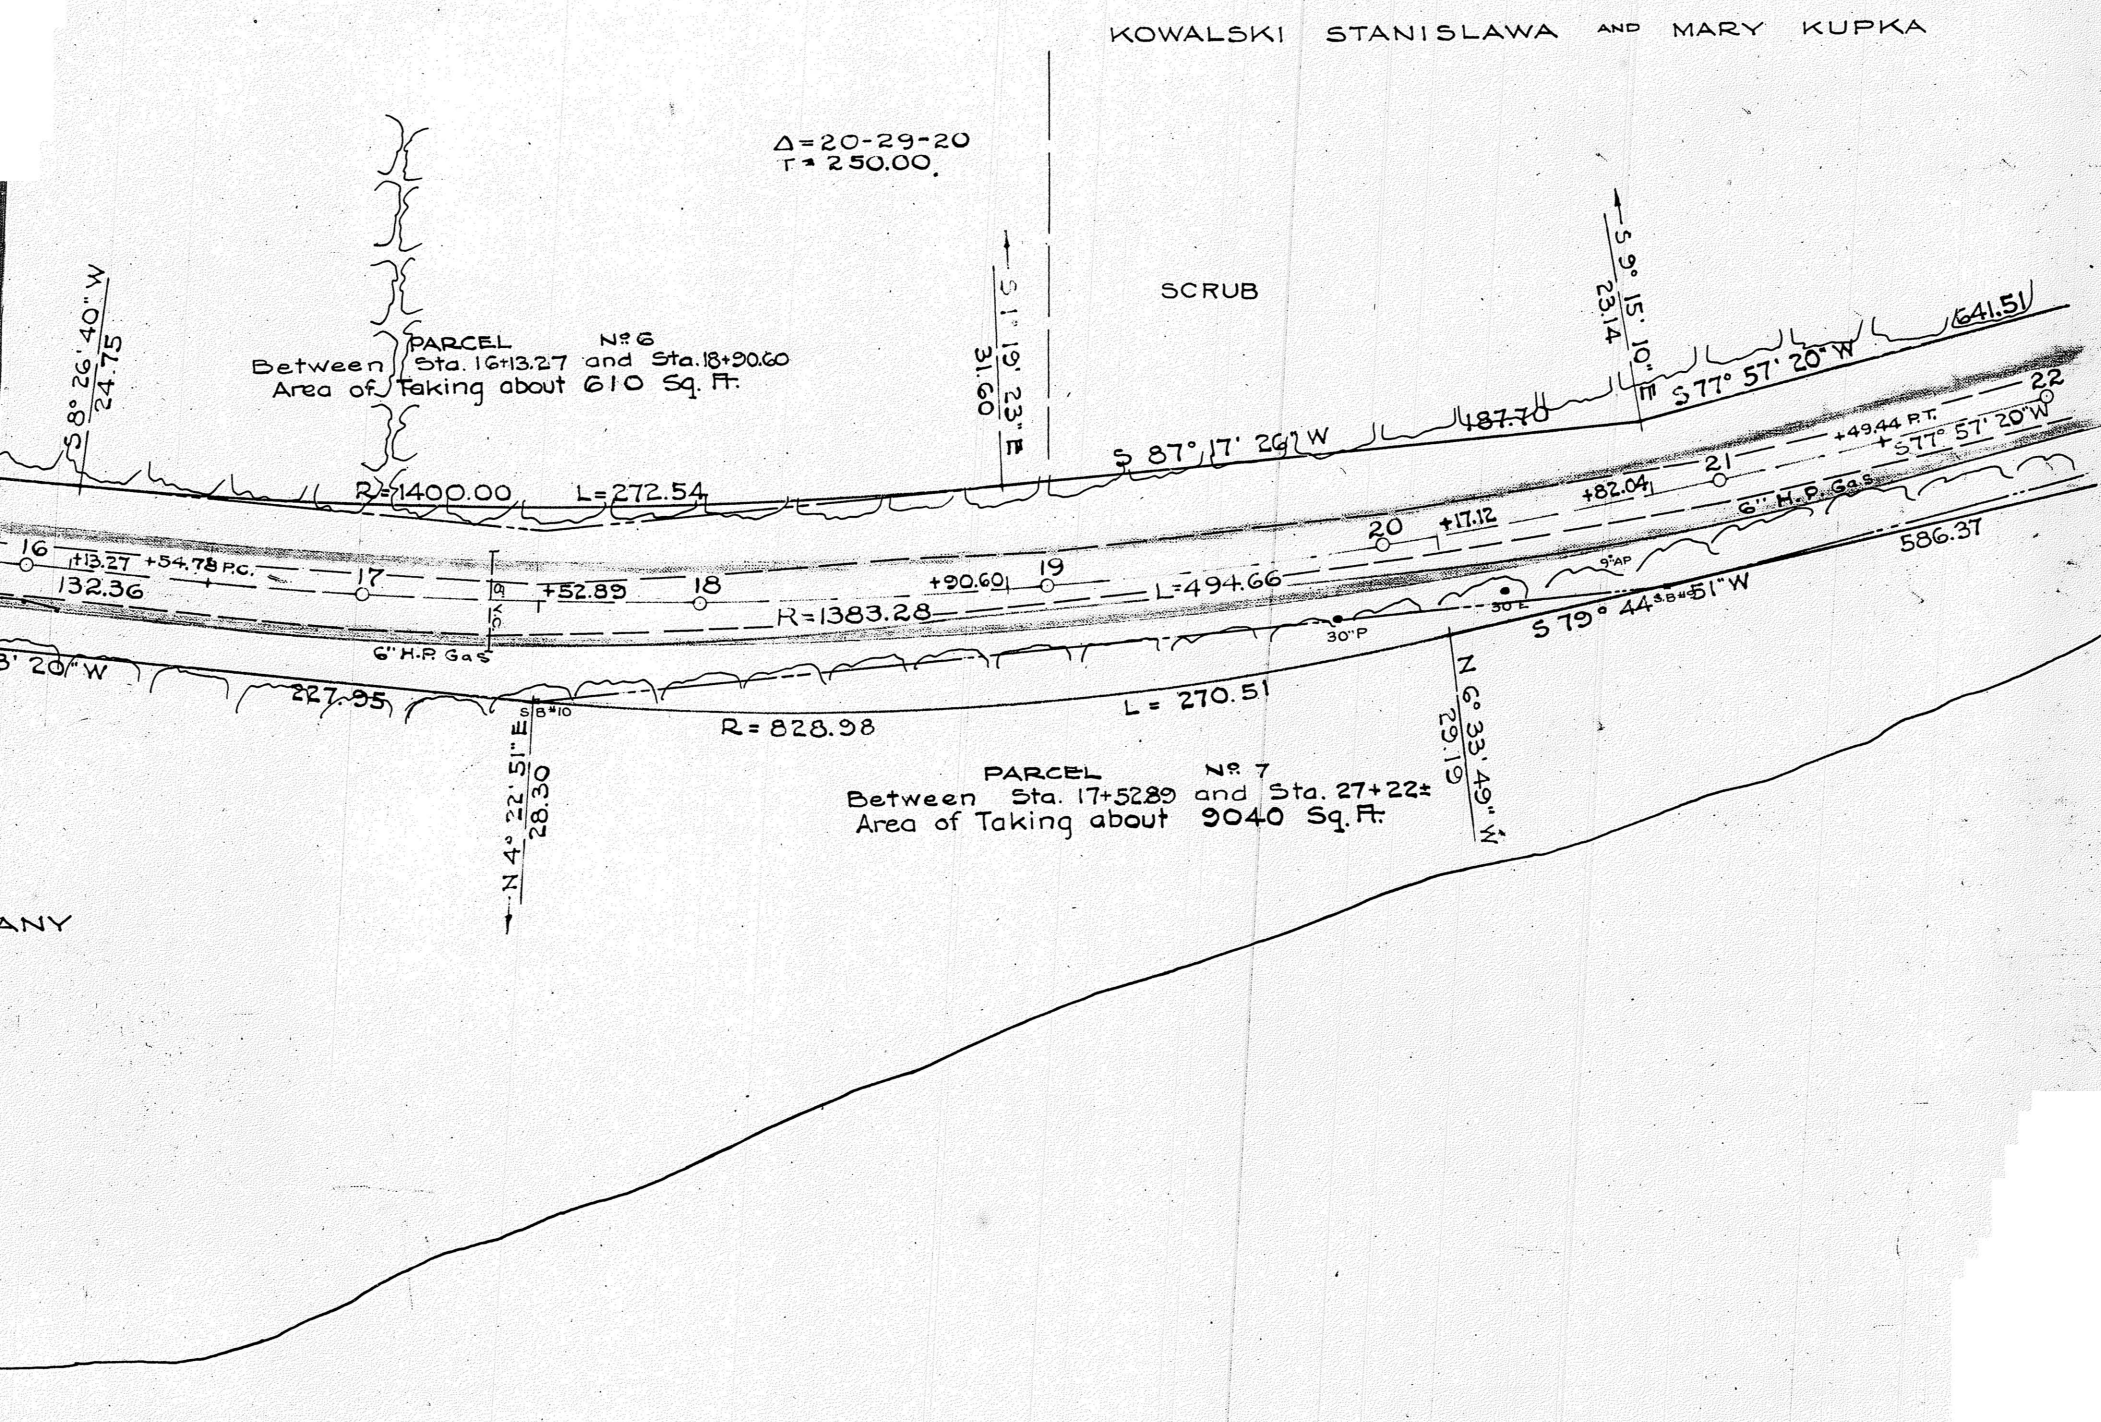 KOWALSKI STANISLAWA AND MARY KUPKA
Δ=20-29-20
T=250.00
S 8° 26' 40" W
24.75
PARCEL Nº 6
Between Sta. 16+13.27 and Sta. 18+90.60
Area of Taking about 610 Sq. Ft.
S 1° 19' 23" E
31.60
SCRUB
S 9° 15' 10" E
23.14
641.51
S 77° 57' 20" W
187.70
S 87° 17' 26" W
R=1400.00 L=272.54
22
+49.44 P.T.
S 77° 57' 20" W
21
+82.04
6" H.P. Gas
20
+17.12
16
+13.27
+54.78 P.C.
132.36
17
+52.89
18
+90.60
19
L=494.66
R=1383.28
6" H.P. Gas
9" AP
30" P
586.37
S 79° 44' 51" W
20" W
227.95
S B #10
R=828.98
L = 270.51
N 4° 22' 51" E
28.30
N 6° 33' 49" W
29.19
PARCEL Nº 7
Between Sta. 17+52.89 and Sta. 27+22±
Area of Taking about 9040 Sq. Ft.
ANY